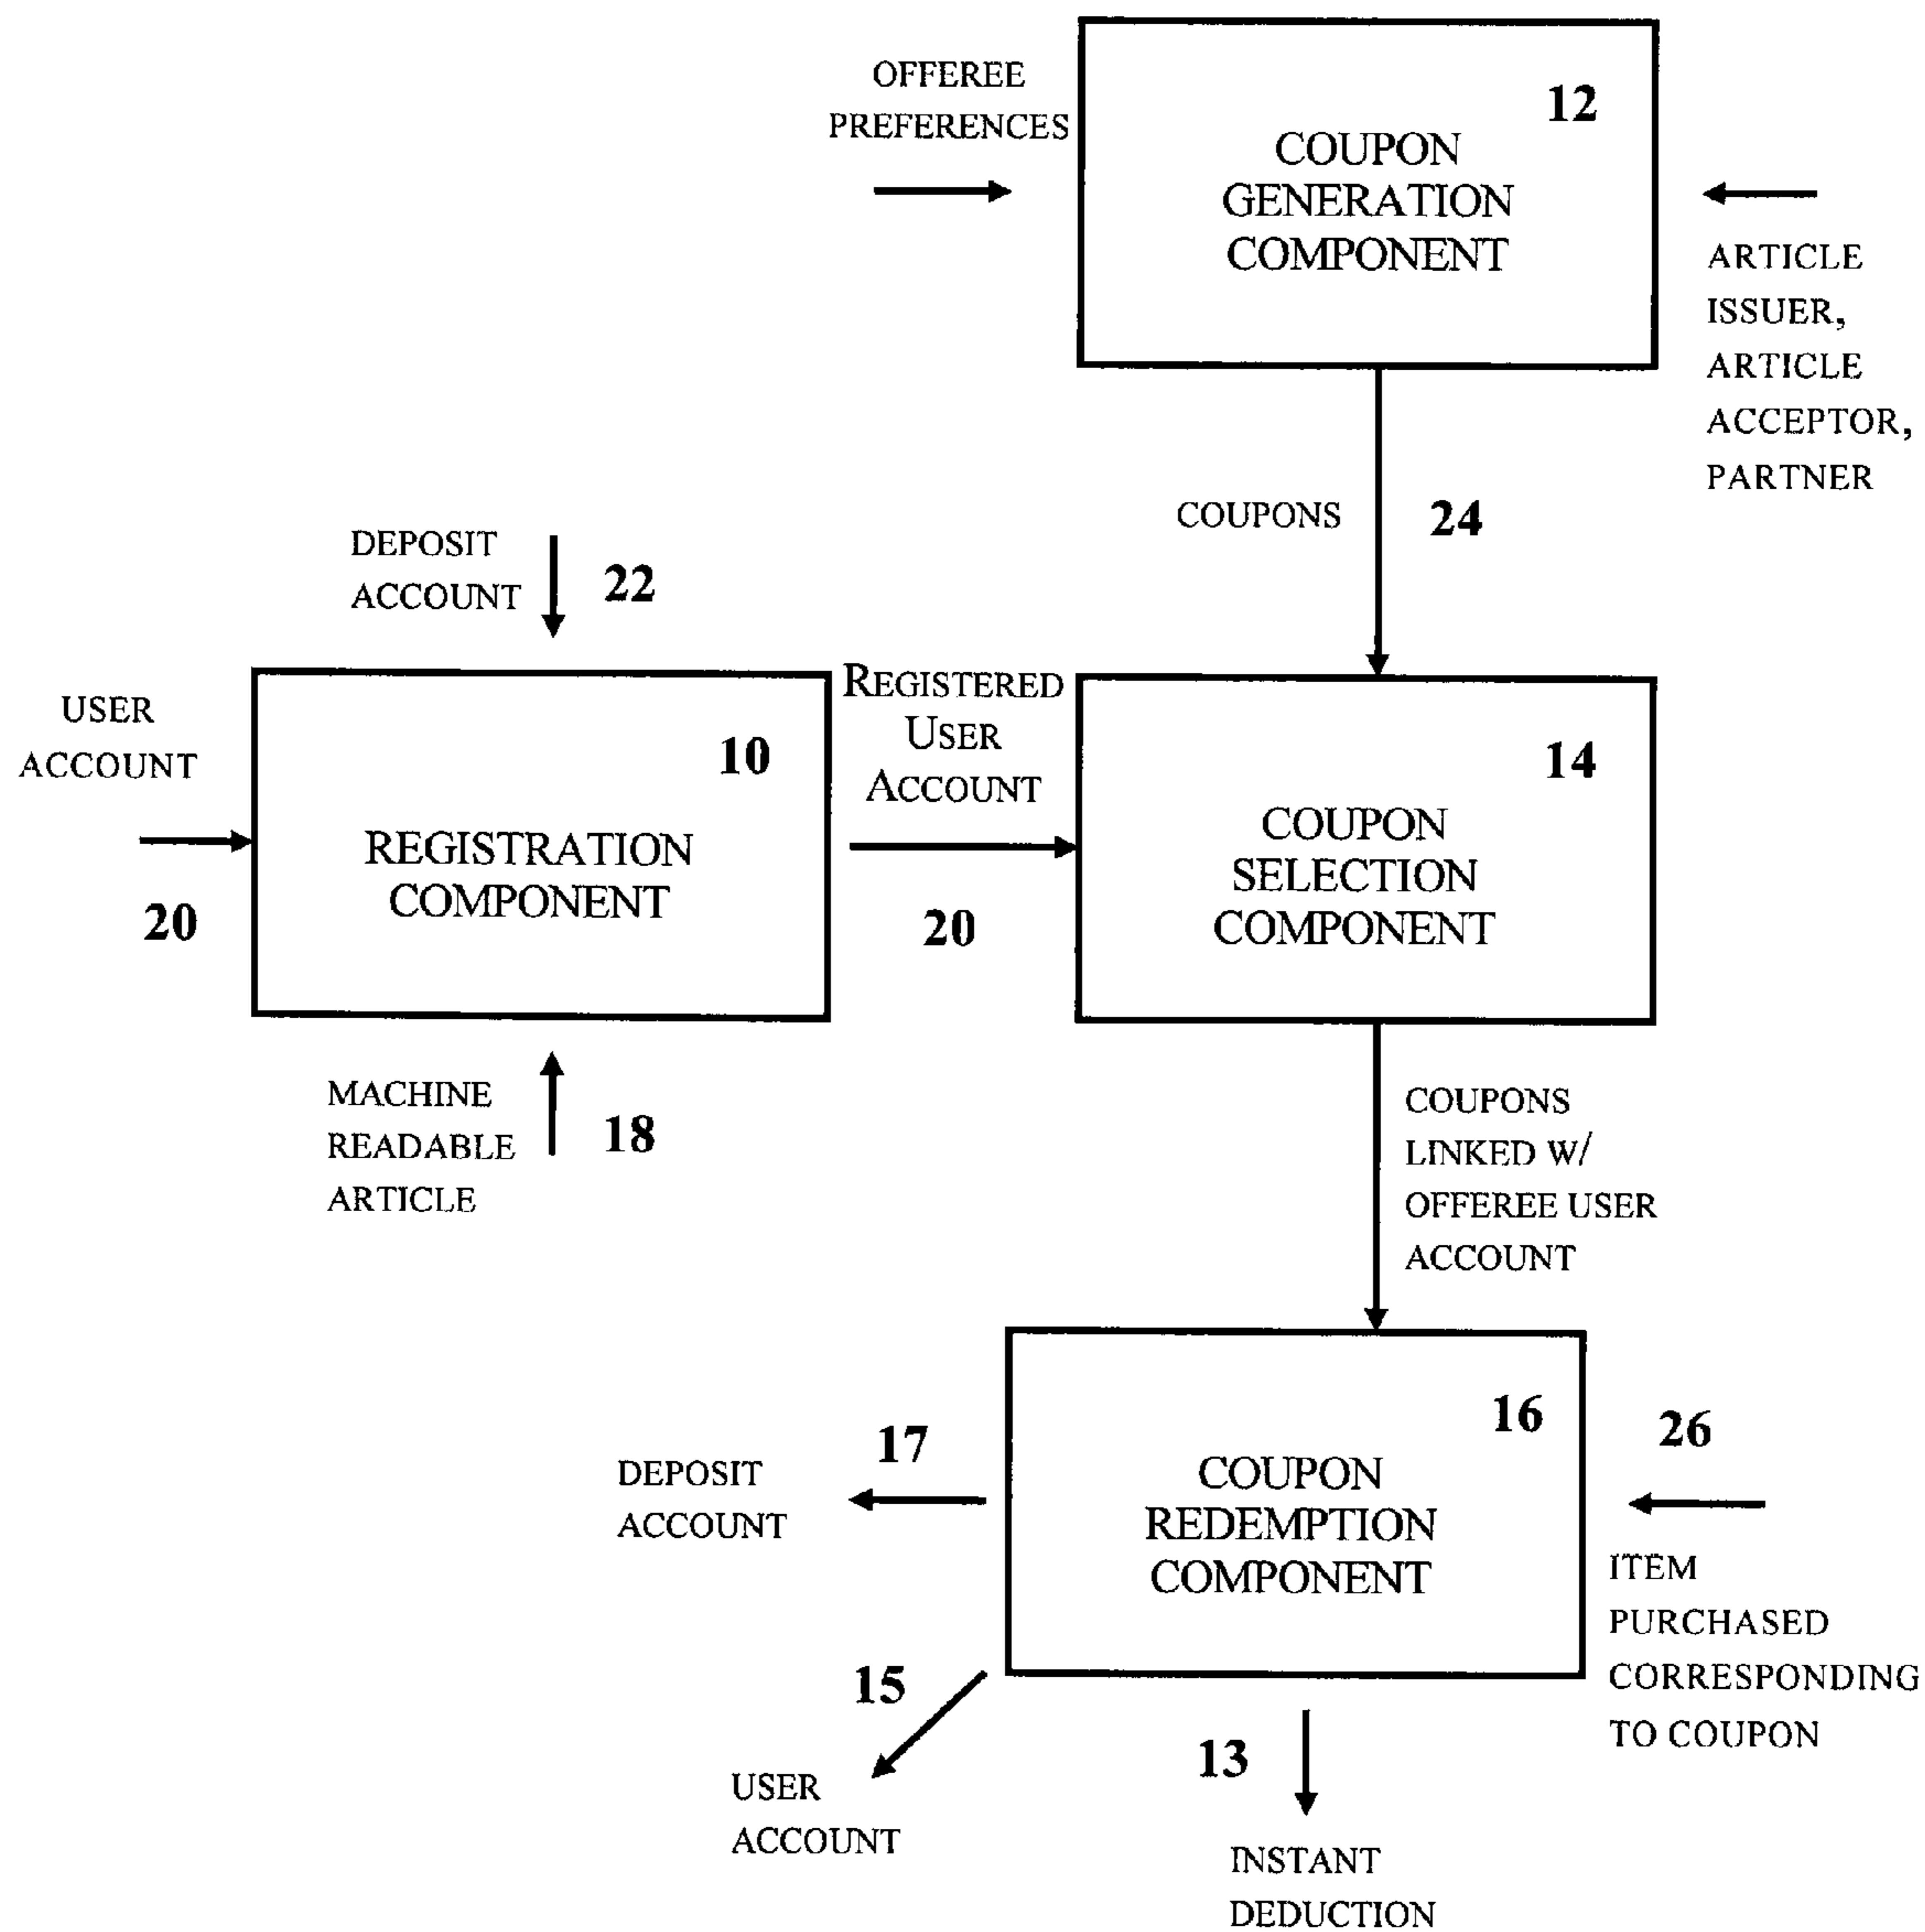 OFFEREE
PREFERENCES
12
COUPON
GENERATION
COMPONENT
ARTICLE
ISSUER,
ARTICLE
ACCEPTOR,
PARTNER
COUPONS
24
DEPOSIT
ACCOUNT
22
USER
ACCOUNT
20
10
REGISTRATION
COMPONENT
REGISTERED
USER
ACCOUNT
20
14
COUPON
SELECTION
COMPONENT
MACHINE
READABLE
ARTICLE
18
COUPONS
LINKED W/
OFFEREE USER
ACCOUNT
16
COUPON
REDEMPTION
COMPONENT
26
ITEM
PURCHASED
CORRESPONDING
TO COUPON
17
DEPOSIT
ACCOUNT
15
USER
ACCOUNT
13
INSTANT
DEDUCTION